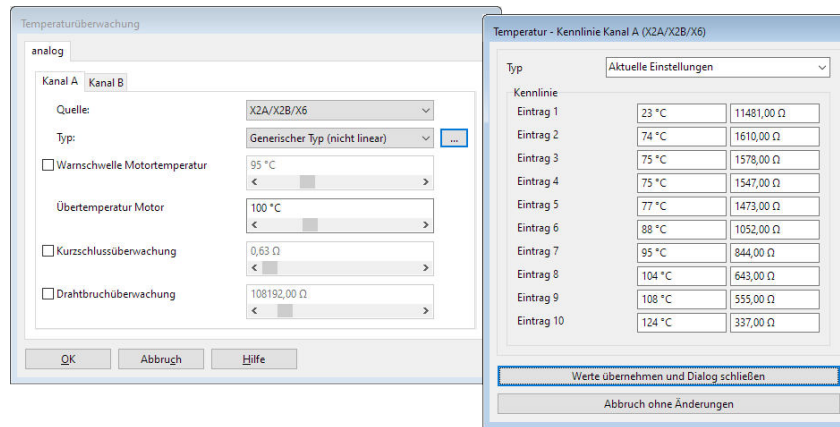 Temperaturüberwachung
analog
Kanal A Kanal B
Quelle: X2A/X2B/X6
Typ: Generischer Typ (nicht linear) ...
Warnschwelle Motortemperatur 95 °C
Übertemperatur Motor 100 °C
Kurzschlussüberwachung 0,63 Ω
Drahtbruchüberwachung 108192,00 Ω
OK Abbruch Hilfe
Temperatur - Kennlinie Kanal A (X2A/X2B/X6)
Typ Aktuelle Einstellungen
Kennlinie
Eintrag 1 23 °C 11481,00 Ω
Eintrag 2 74 °C 1610,00 Ω
Eintrag 3 75 °C 1578,00 Ω
Eintrag 4 75 °C 1547,00 Ω
Eintrag 5 77 °C 1473,00 Ω
Eintrag 6 88 °C 1052,00 Ω
Eintrag 7 95 °C 844,00 Ω
Eintrag 8 104 °C 643,00 Ω
Eintrag 9 108 °C 555,00 Ω
Eintrag 10 124 °C 337,00 Ω
Werte übernehmen und Dialog schließen
Abbruch ohne Änderungen